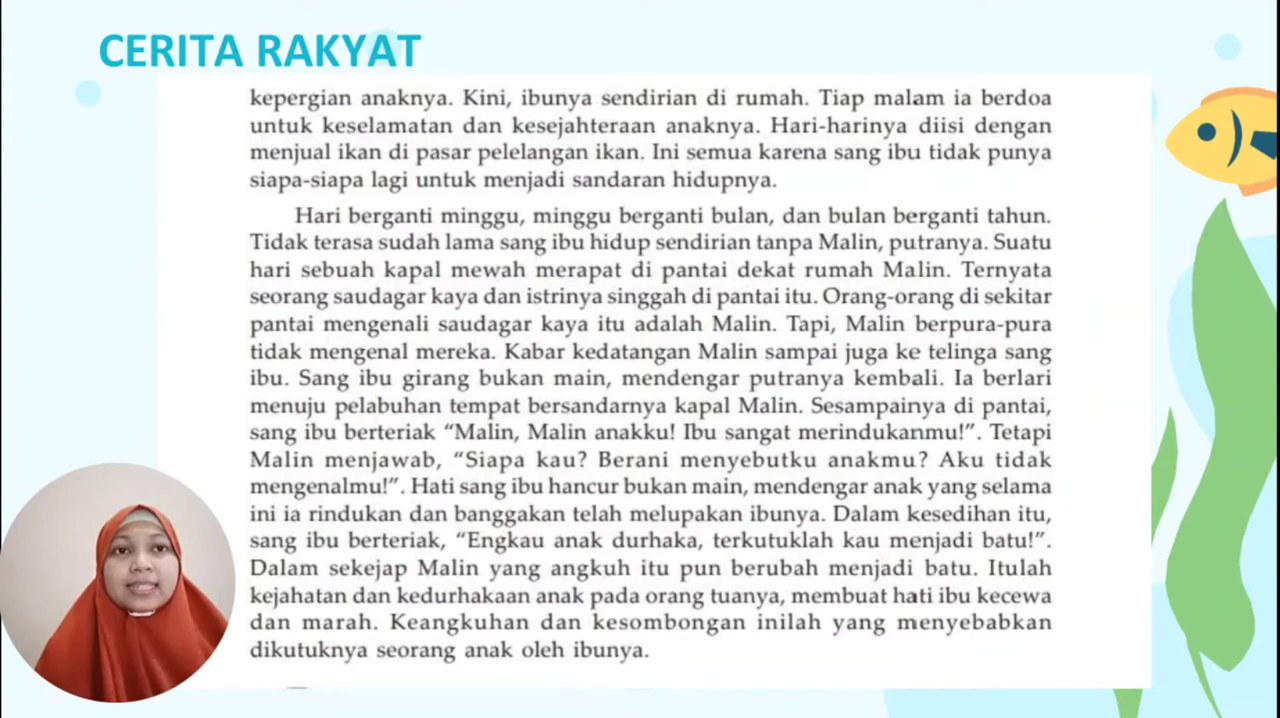 CERITA RAKYAT
kepergian anaknya. Kini, ibunya sendirian di rumah. Tiap malam ia berdoa
untuk keselamatan dan kesejahteraan anaknya. Hari-harinya diisi dengan
menjual ikan di pasar pelelangan ikan. Ini semua karena sang ibu tidak punya
siapa-siapa lagi untuk menjadi sandaran hidupnya.
Hari berganti minggu, minggu berganti bulan, dan bulan berganti tahun.
Tidak terasa sudah lama sang ibu hidup sendirian tanpa Malin, putranya. Suatu
hari sebuah kapal mewah merapat di pantai dekat rumah Malin. Ternyata
seorang saudagar kaya dan istrinya singgah di pantai itu. Orang-orang di sekitar
pantai mengenali saudagar kaya itu adalah Malin. Tapi, Malin berpura-pura
tidak mengenal mereka. Kabar kedatangan Malin sampai juga ke telinga sang
ibu. Sang ibu girang bukan main, mendengar putranya kembali. Ia berlari
menuju pelabuhan tempat bersandarnya kapal Malin. Sesampainya di pantai,
sang ibu berteriak “Malin, Malin anakku! Ibu sangat merindukanmu!”. Tetapi
Malin menjawab, “Siapa kau? Berani menyebutku anakmu? Aku tidak
mengenalmu!”. Hati sang ibu hancur bukan main, mendengar anak yang selama
ini ia rindukan dan banggakan telah melupakan ibunya. Dalam kesedihan itu,
sang ibu berteriak, “Engkau anak durhaka, terkutuklah kau menjadi batu!”.
Dalam sekejap Malin yang angkuh itu pun berubah menjadi batu. Itulah
kejahatan dan kedurhakaan anak pada orang tuanya, membuat hati ibu kecewa
dan marah. Keangkuhan dan kesombongan inilah yang menyebabkan
dikutuknya seorang anak oleh ibunya.